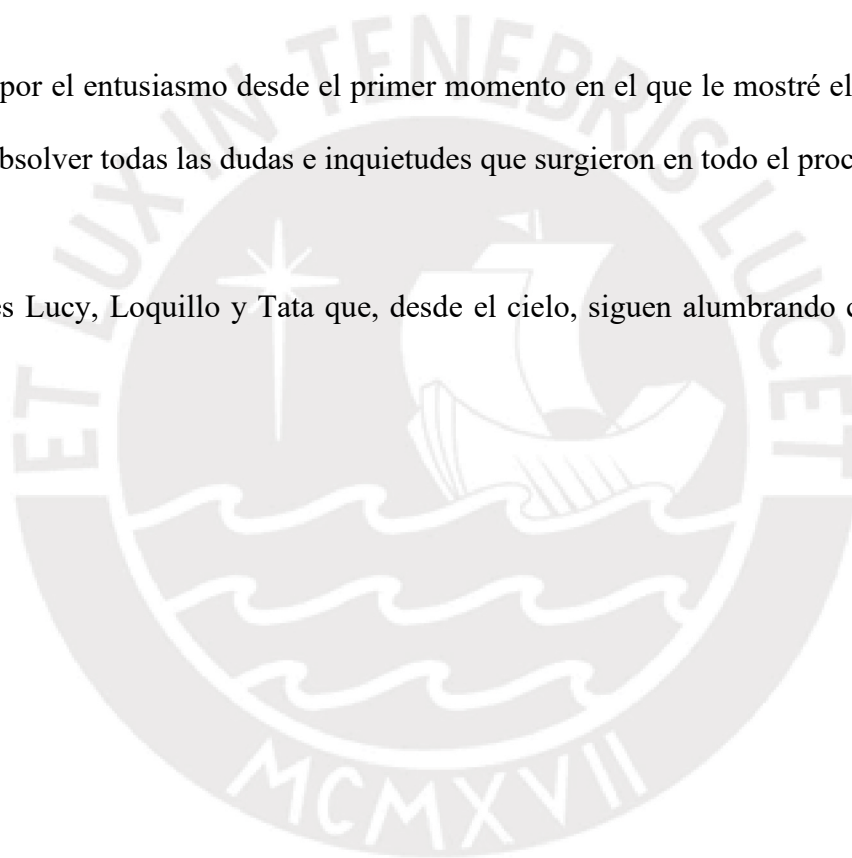 ET LUX IN TENEBRIS LUCET
por el entusiasmo desde el primer momento en el que le mostré el
absolver todas las dudas e inquietudes que surgieron en todo el proc
es Lucy, Loquillo y Tata que, desde el cielo, siguen alumbrando
MCMXVII